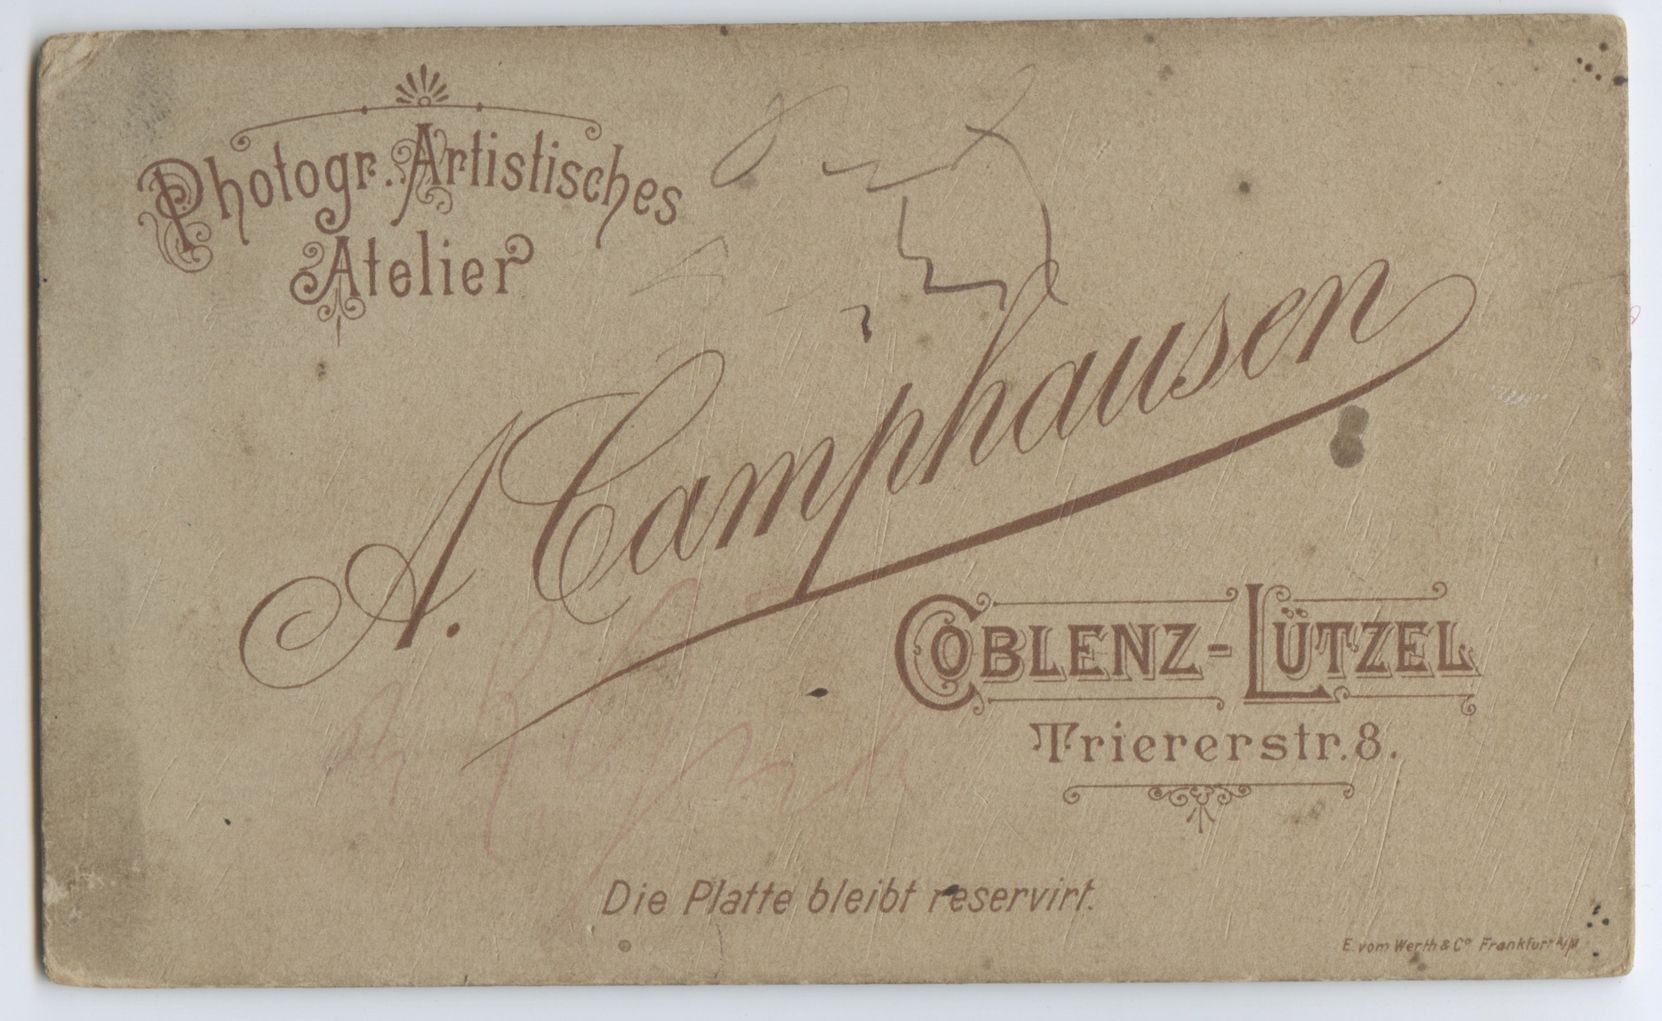 Photogr. Artistisches
Atelier
A. Camphausen
COBLENZ-LÜTZEL
Triererstr. 8.
Die Platte bleibt reservirt.
E. vom Werth & Co Frankfurt a/M